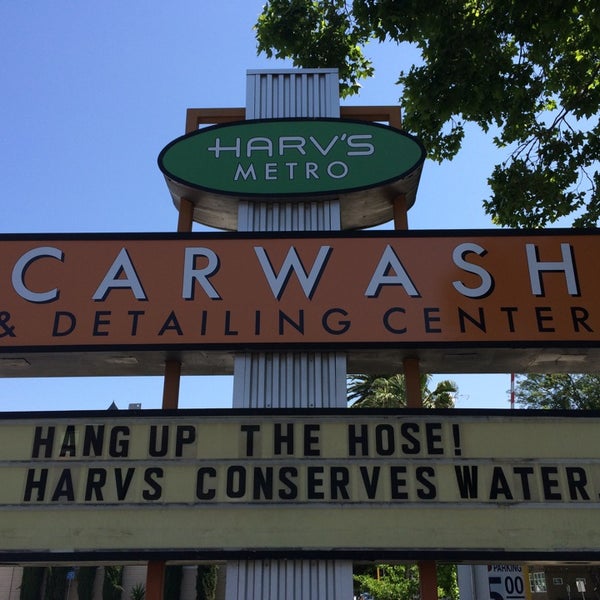 HARV'S
METRO
CARWASH
& DETAILING CENTER
HANG UP THE HOSE!
HARVS CONSERVES WATER.
PARKING
5.00